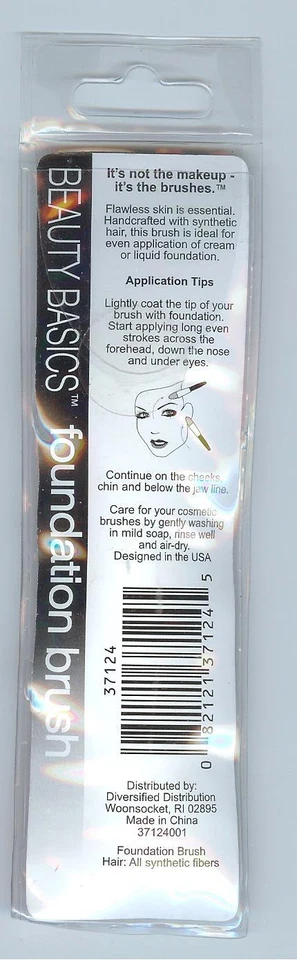 BEAUTY BASICS™ foundation brush
It's not the makeup -
it's the brushes.™
Flawless skin is essential.
Handcrafted with synthetic
hair, this brush is ideal for
even application of cream
or liquid foundation.
Application Tips
Lightly coat the tip of your
brush with foundation.
Start applying long even
strokes across the
forehead, down the nose
and under eyes.
Continue on the cheeks,
chin and below the jaw line.
Care for your cosmetic
brushes by gently washing
in mild soap, rinse well
and air-dry.
Designed in the USA
37124
0 82121 37124 5
Distributed by:
Diversified Distribution
Woonsocket, RI 02895
Made in China
37124001
Foundation Brush
Hair: All synthetic fibers